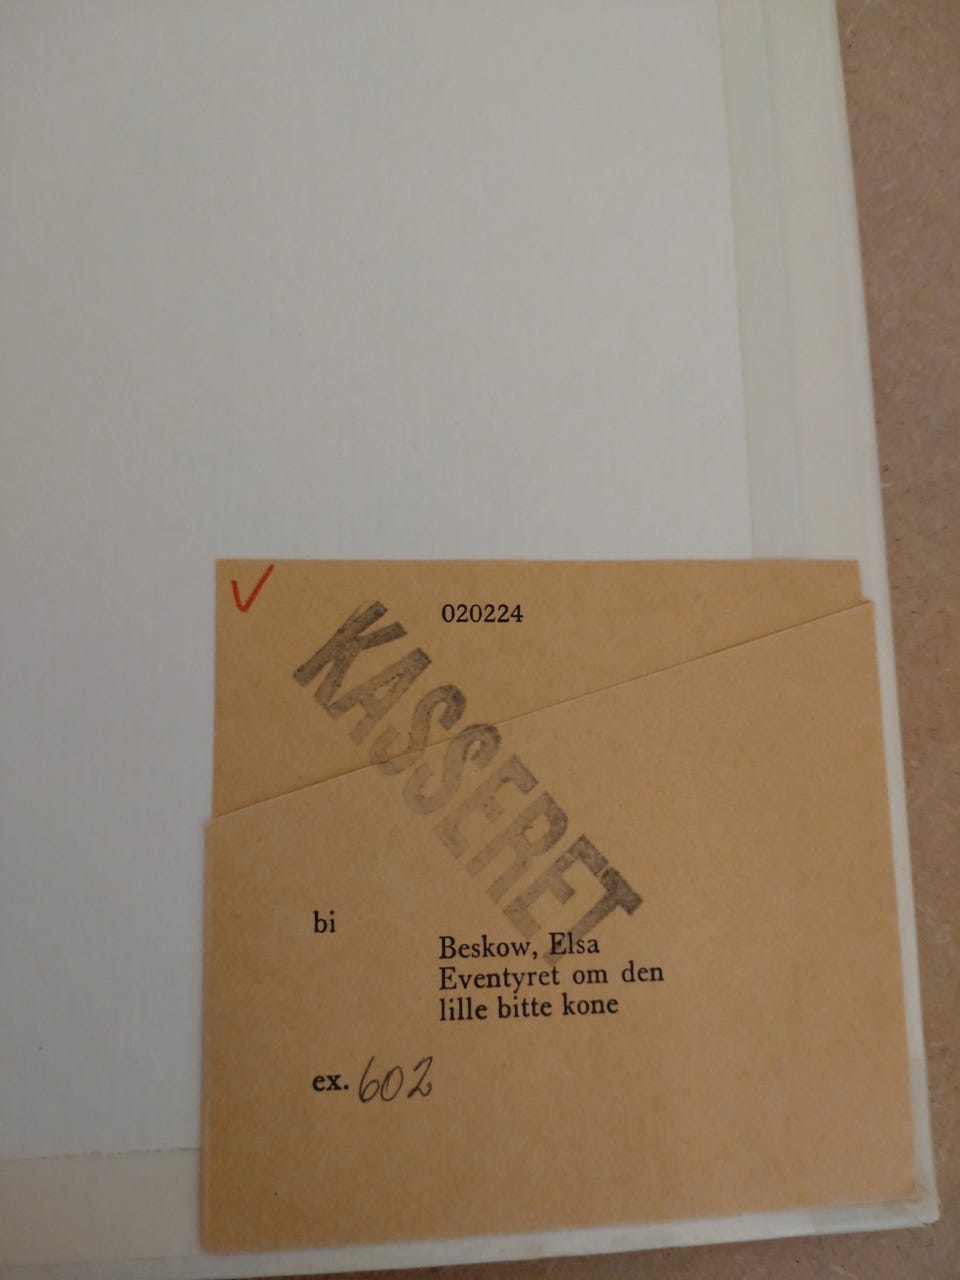 020224
KASSERET
bi
Beskow, Elsa
Eventyret om den
lille bitte kone
ex. 602